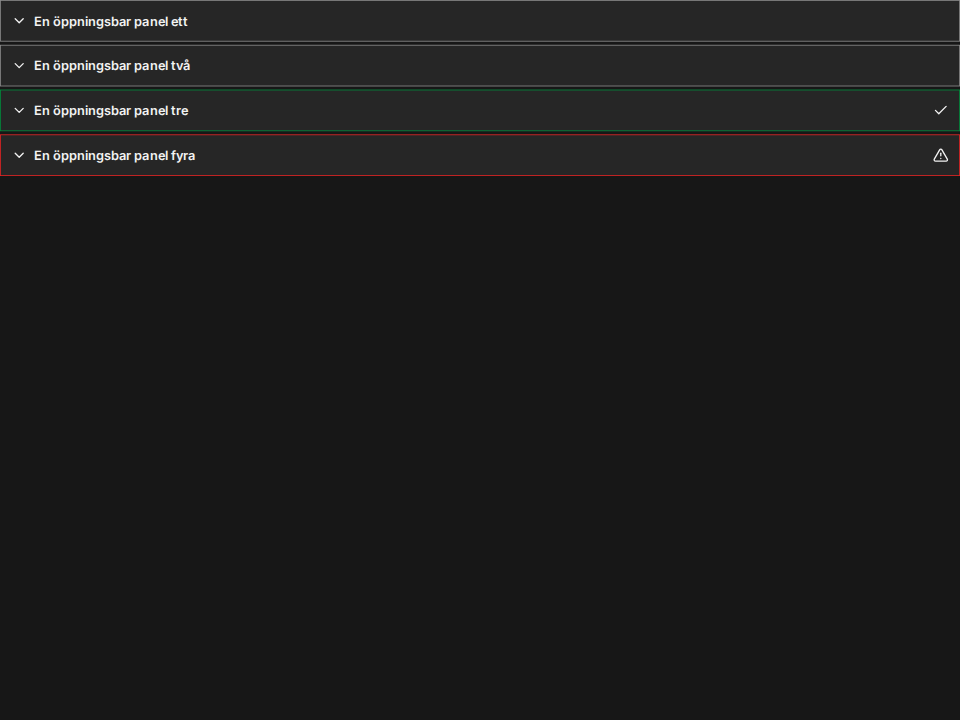 En öppningsbar panel ett
En öppningsbar panel två
En öppningsbar panel tre
En öppningsbar panel fyra